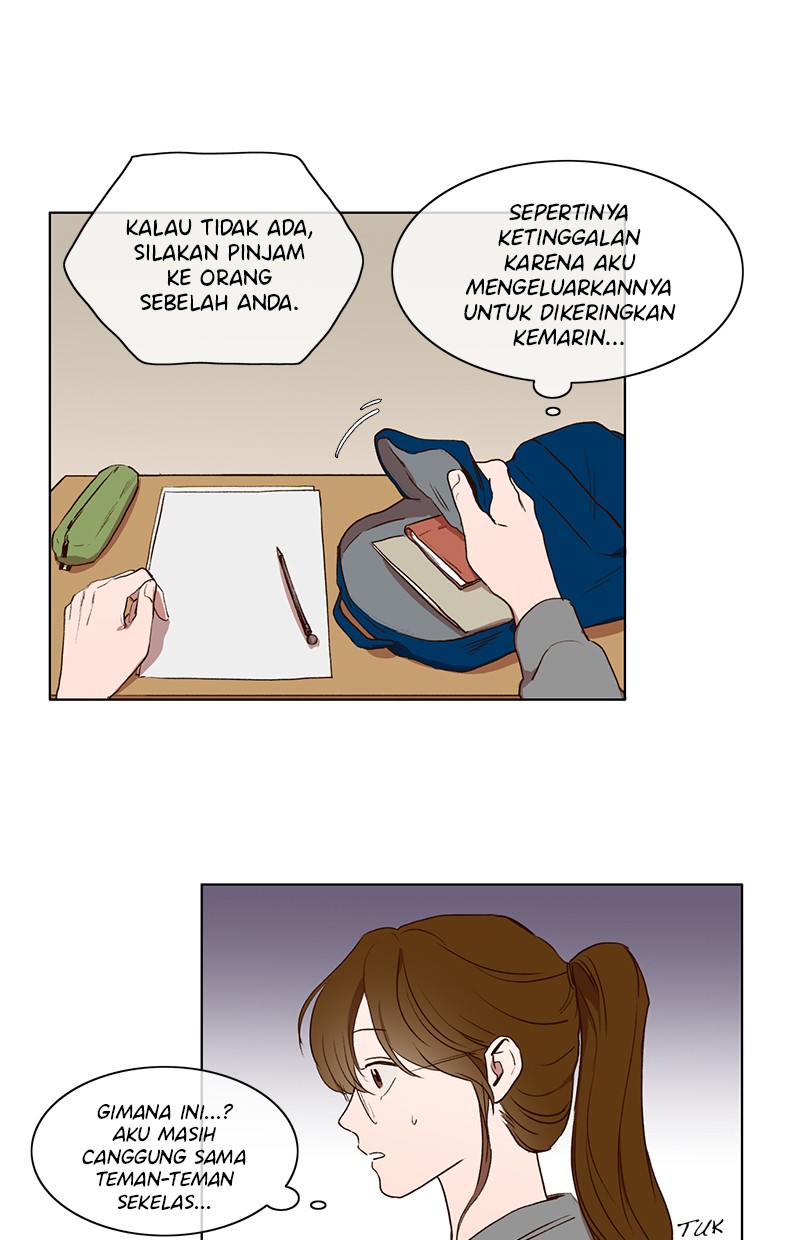 KALAU TIDAK ADA,
SILAKAN PINJAM
KE ORANG
SEBELAH ANDA.
SEPERTINYA
KETINGGALAN
KARENA AKU
MENGELUARKANNYA
UNTUK DIKERINGKAN
KEMARIN...
GIMANA INI...?
AKU MASIH
CANGGUNG SAMA
TEMAN-TEMAN
SEKELAS...
TUK